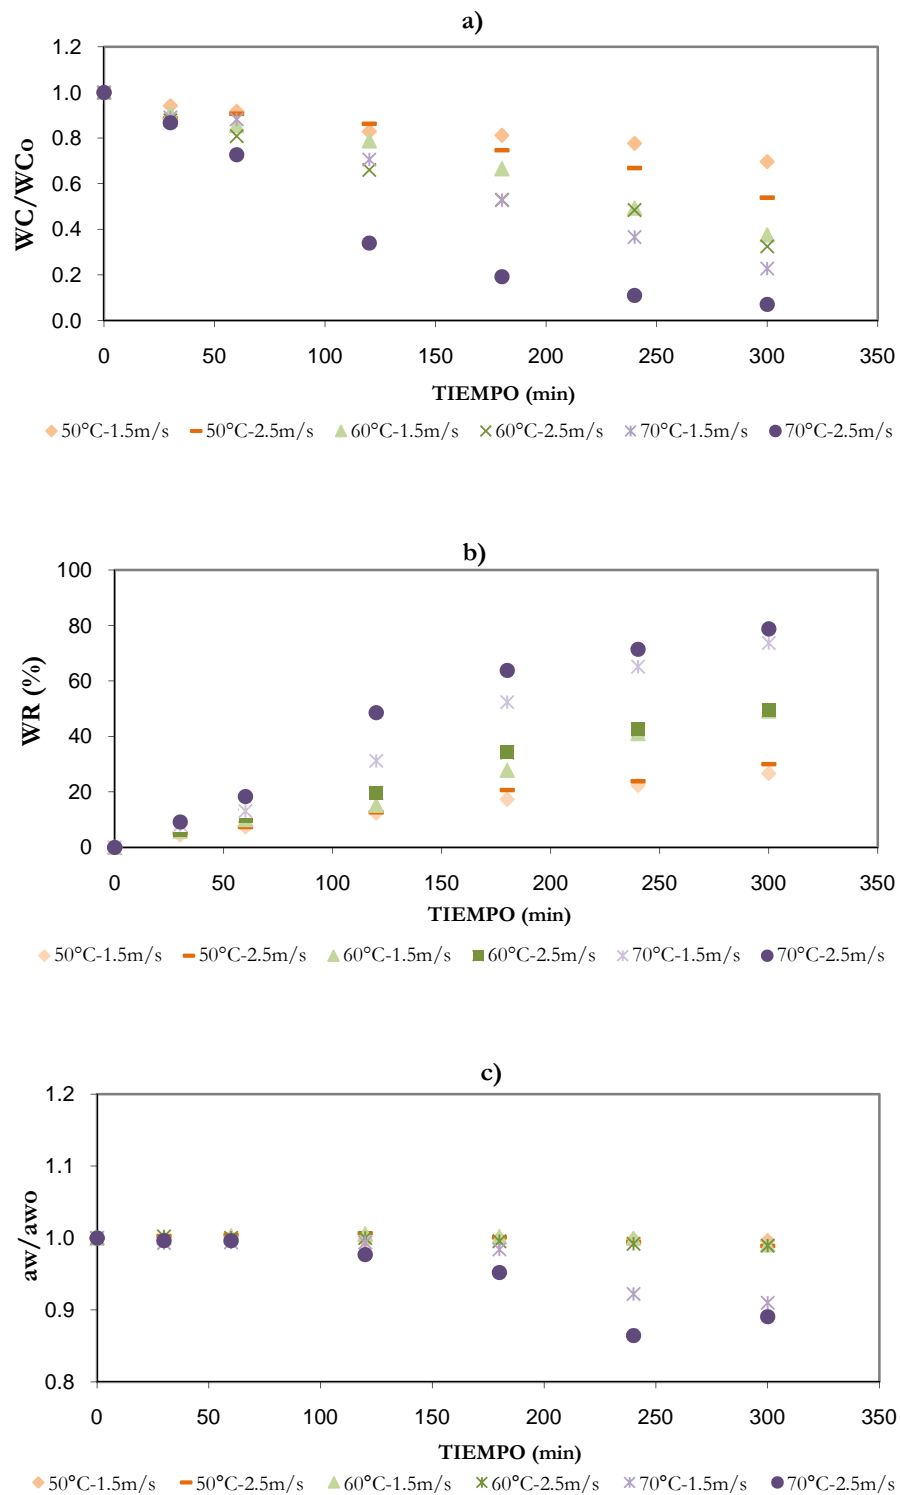 a)
1.2
1.0
0.8
0.6
0.4
0.2
0.0
WC/WCo
0 50 100 150 200 250 300 350
TIEMPO (min)
50°C-1.5m/s 50°C-2.5m/s 60°C-1.5m/s 60°C-2.5m/s 70°C-1.5m/s 70°C-2.5m/s
b)
100
80
60
40
20
0
WR (%)
0 50 100 150 200 250 300 350
TIEMPO (min)
50°C-1.5m/s 50°C-2.5m/s 60°C-1.5m/s 60°C-2.5m/s 70°C-1.5m/s 70°C-2.5m/s
c)
1.2
1.1
1.0
0.9
0.8
aw/awo
0 50 100 150 200 250 300 350
TIEMPO (min)
50°C-1.5m/s 50°C-2.5m/s 60°C-1.5m/s 60°C-2.5m/s 70°C-1.5m/s 70°C-2.5m/s